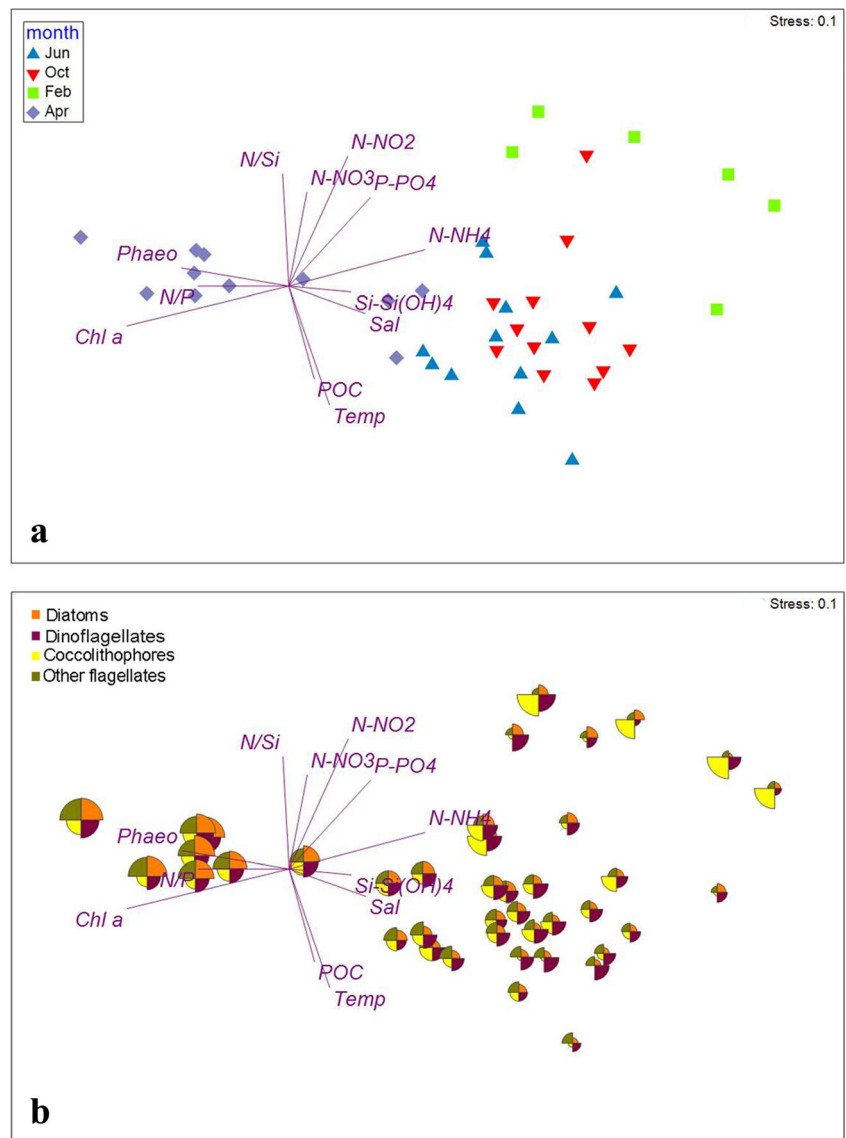 Stress: 0.1
month
Jun
Oct
Feb
Apr
N-NO2
N/Si
N-NO3
P-PO4
N-NH4
Phaeo
N/P
Si-Si(OH)4
Sal
Chl a
POC
Temp
a
Stress: 0.1
Diatoms
Dinoflagellates
Coccolithophores
Other flagellates
N-NO2
N/Si
N-NO3
P-PO4
N-NH4
Phaeo
N/P
Si-Si(OH)4
Sal
Chl a
POC
Temp
b